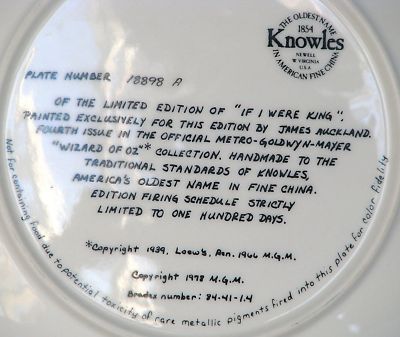 THE OLDEST NAME
1854
Knowles
NEWELL
W VIRGINIA
U.S.A
IN AMERICAN FINE CHINA
PLATE NUMBER 18898 A
OF THE LIMITED EDITION OF "IF I WERE KING".
PAINTED EXCLUSIVELY FOR THIS EDITION BY JAMES AUCKLAND.
FOURTH ISSUE IN THE OFFICIAL METRO-GOLDWYN-MAYER
"WIZARD OF OZ"* COLLECTION. HANDMADE TO THE
TRADITIONAL STANDARDS OF KNOWLES,
AMERICA'S OLDEST NAME IN FINE CHINA.
EDITION FIRING SCHEDULE STRICTLY
LIMITED TO ONE HUNDRED DAYS.
*Copyright 1939, Loew's, Ren. 1966 M.G.M.
Copyright 1978 M.G.M.
Bradex number: 84-41-1.4
Not for containing food due to potential toxicity of rare metallic pigments fired into this plate for color fidelity